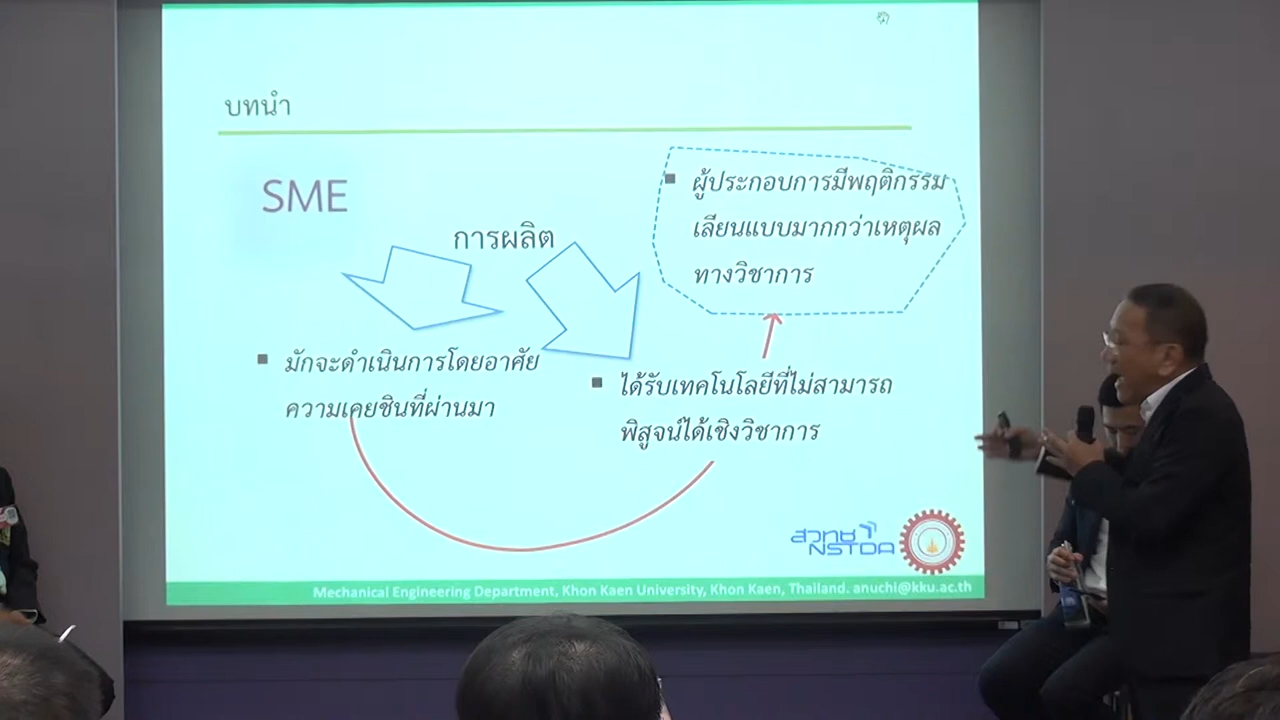 บทนำ
SME
การผลิต
ผู้ประกอบการมีพฤติกรรม
เลียนแบบมากกว่าเหตุผล
ทางวิชาการ
มักจะดำเนินการโดยอาศัย
ความเคยชินที่ผ่านมา
ได้รับเทคโนโลยีที่ไม่สามารถ
พิสูจน์ได้เชิงวิชาการ
สวทช
NSTDA
Mechanical Engineering Department, Khon Kaen University, Khon Kaen, Thailand. anuchi@kku.ac.th